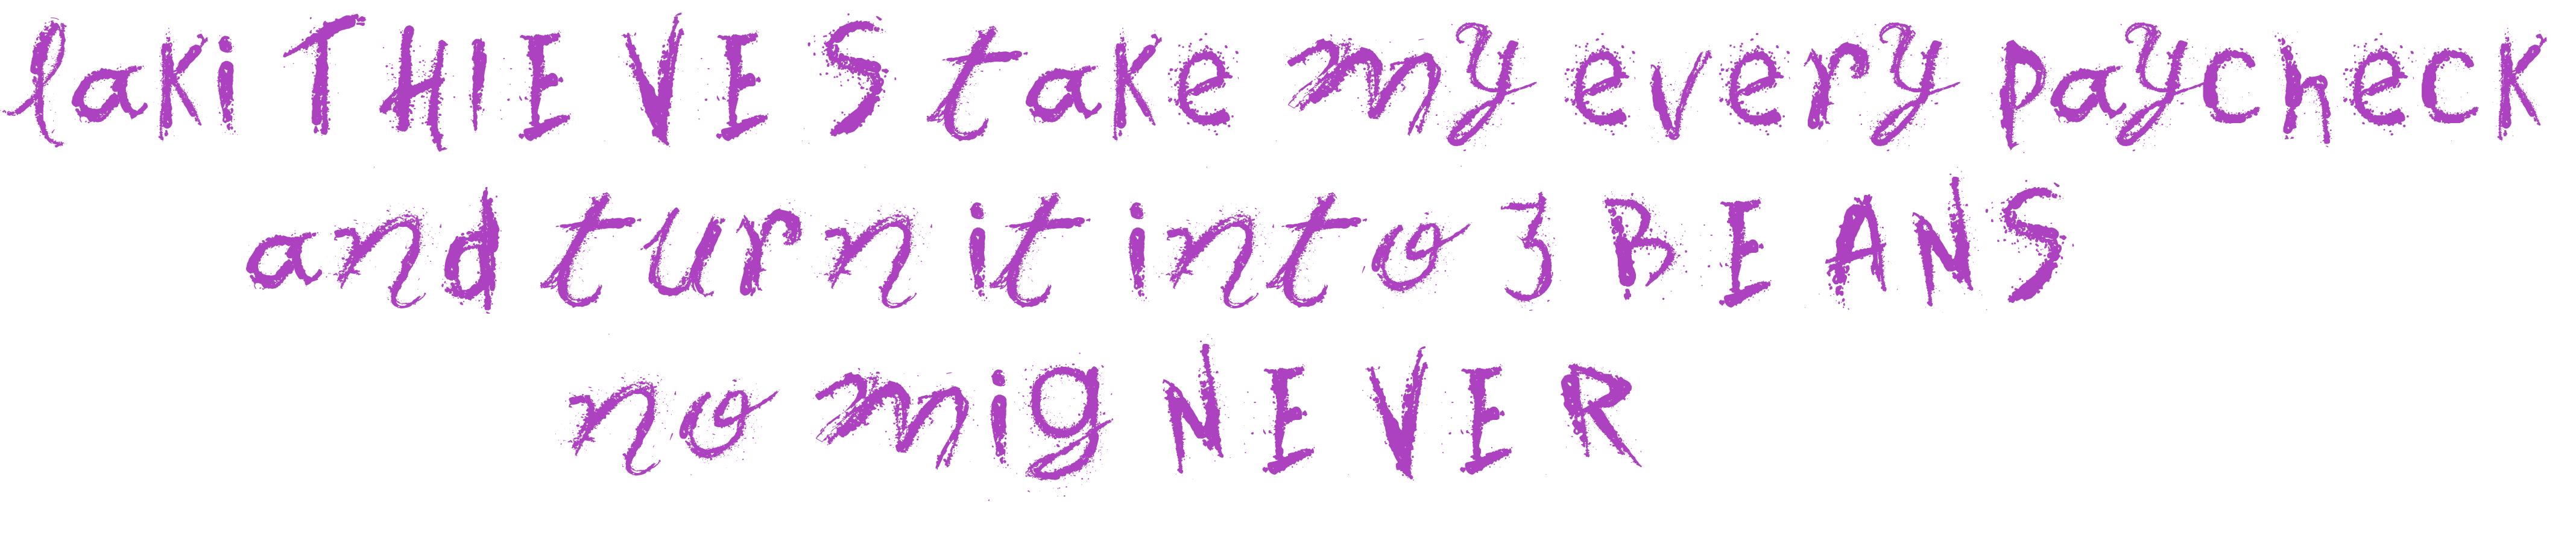 laki THIEVES take my every paycheck
and turn it into 3 BEANS
no mig NEVER